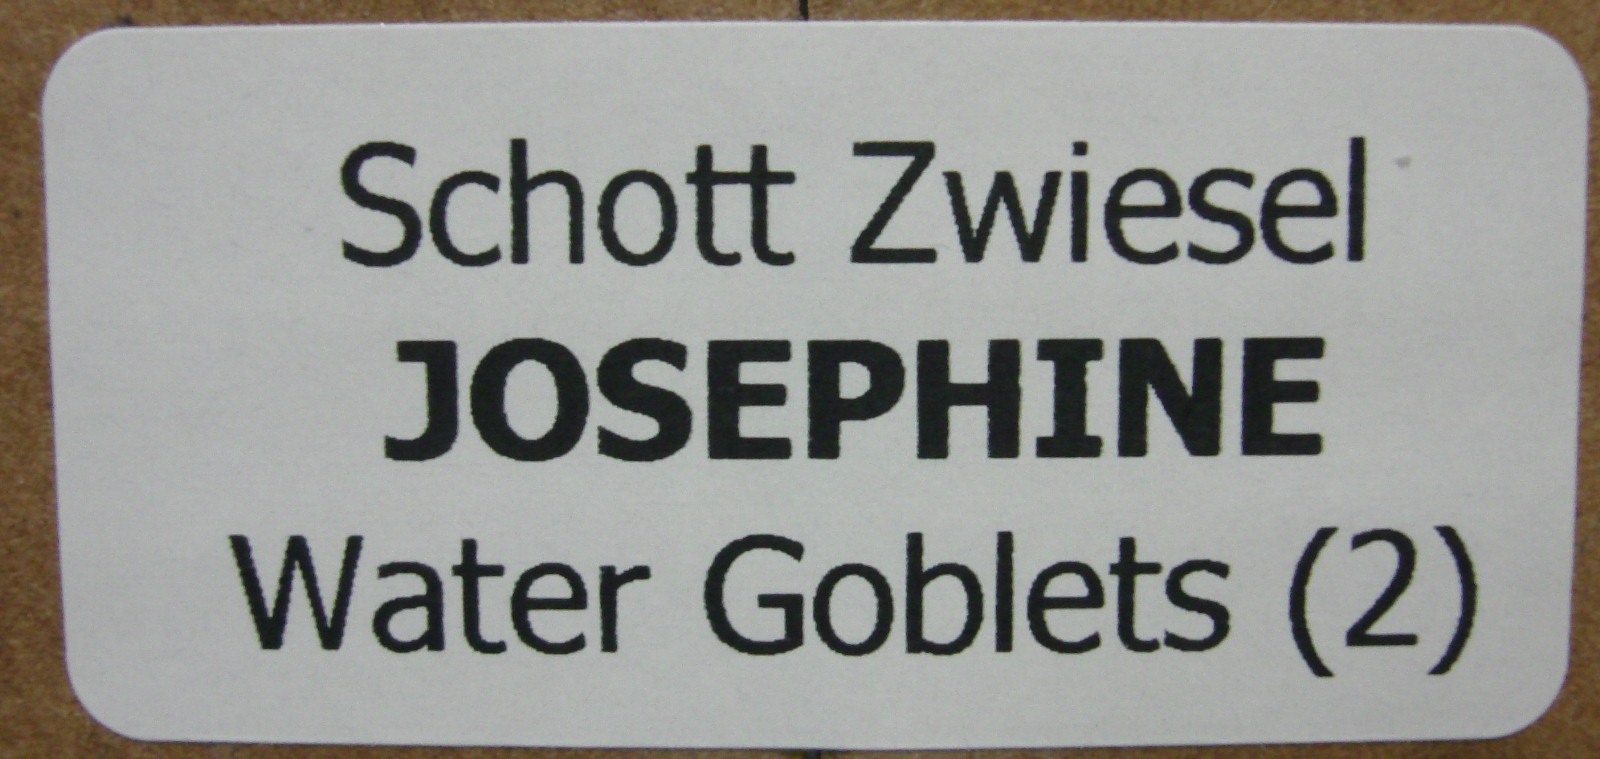 Schott Zwiesel
JOSEPHINE
Water Goblets (2)